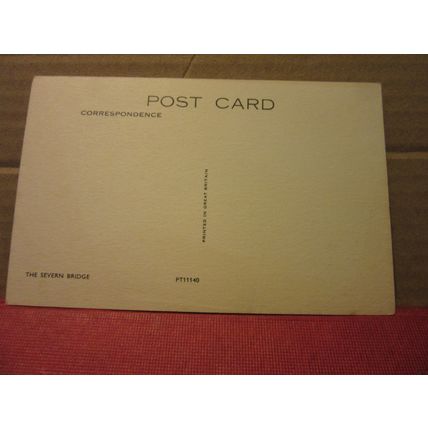 POST CARD
CORRESPONDENCE
PRINTED IN GREAT BRITAIN
THE SEVERN BRIDGE
PT11140